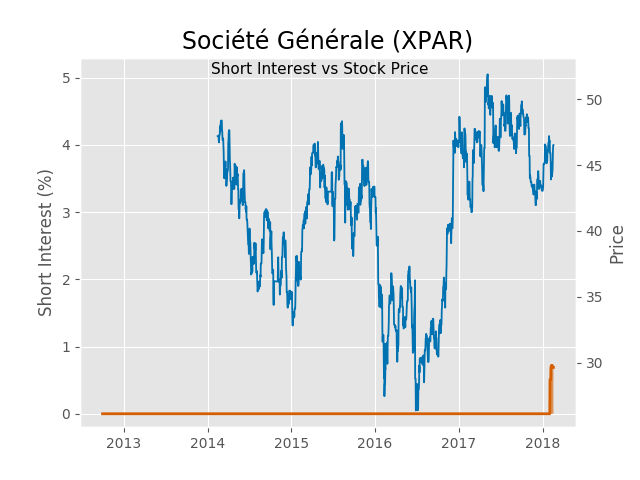 Société Générale (XPAR)
Short Interest vs Stock Price
Short Interest (%)
5
4
3
2
1
0
50
45
40
35
30
Price
2013 2014 2015 2016 2017 2018